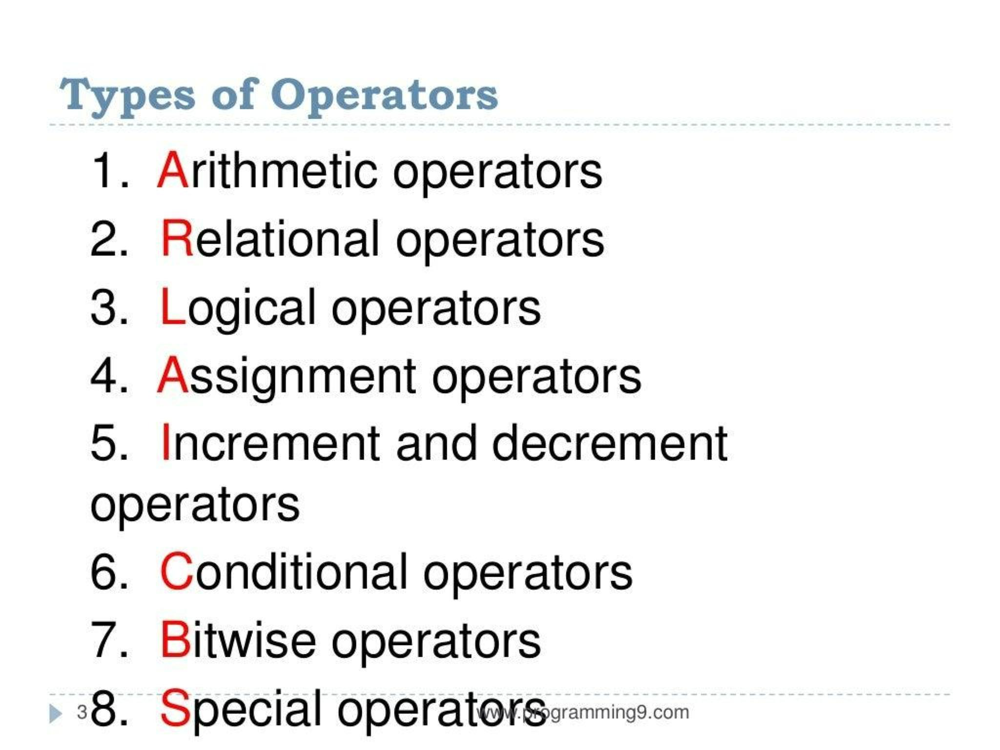 Types of Operators
1. Arithmetic operators
2. Relational operators
3. Logical operators
4. Assignment operators
5. Increment and decrement
operators
6. Conditional operators
7. Bitwise operators
8. Special operators
3
www.programming9.com